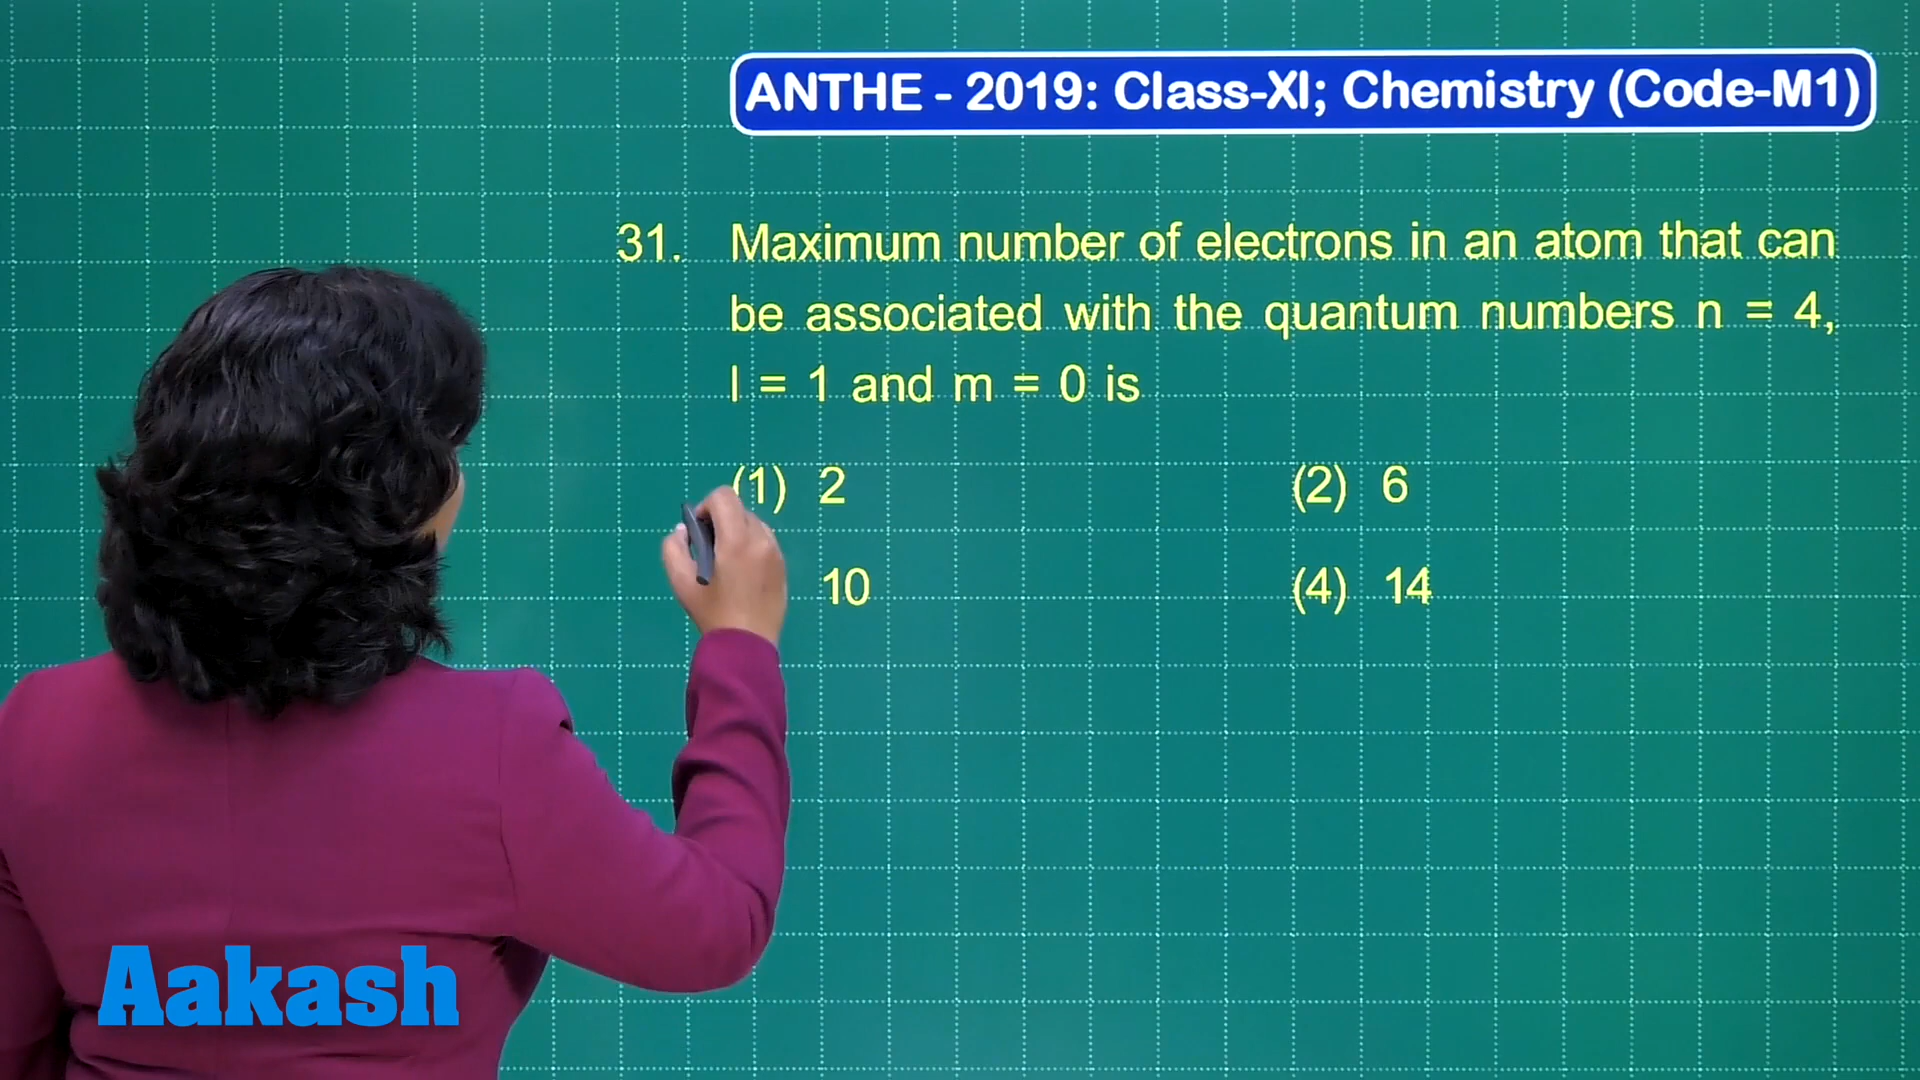 ANTHE - 2019: Class-XI; Chemistry (Code-M1)
31. Maximum number of electrons in an atom that can
be associated with the quantum numbers n = 4,
l = 1 and m = 0 is
(1) 2 (2) 6
10 (4) 14
Aakash